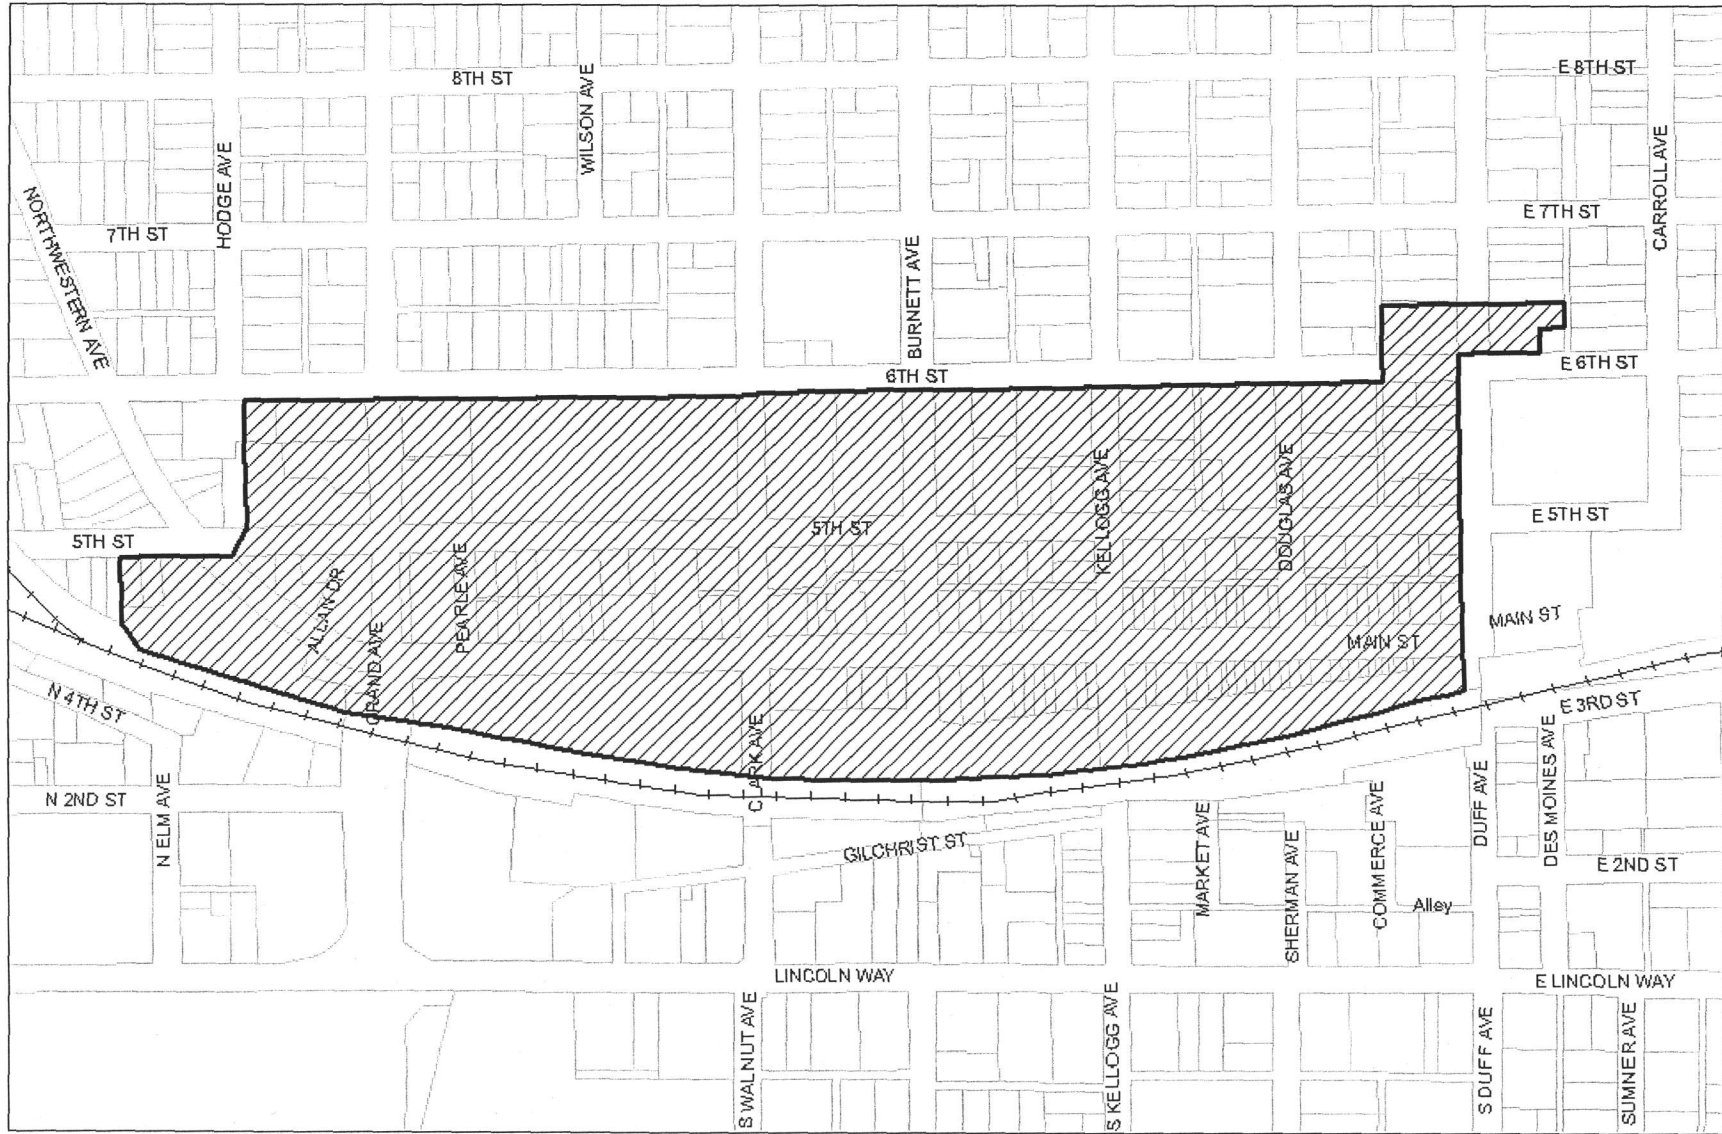 8TH ST
E 8TH ST
WILSON AVE
HODGE AVE
CARROLL AVE
NORTHWESTERN AVE
7TH ST
E 7TH ST
BURNETT AVE
6TH ST
E 6TH ST
KELLOGG AVE
DOUGLAS AVE
5TH ST
5TH ST
E 5TH ST
ALLAN DR
PEARLE AVE
GRAND AVE
MAIN ST
MAIN ST
N 4TH ST
E 3RD ST
CLARK AVE
N 2ND ST
N ELM AVE
GILCHRIST ST
MARKET AVE
SHERMAN AVE
COMMERCE AVE
DUFF AVE
DES MOINES AVE
E 2ND ST
Alley
LINCOLN WAY
E LINCOLN WAY
S WALNUT AVE
S KELLOGG AVE
S DUFF AVE
SUMNER AVE